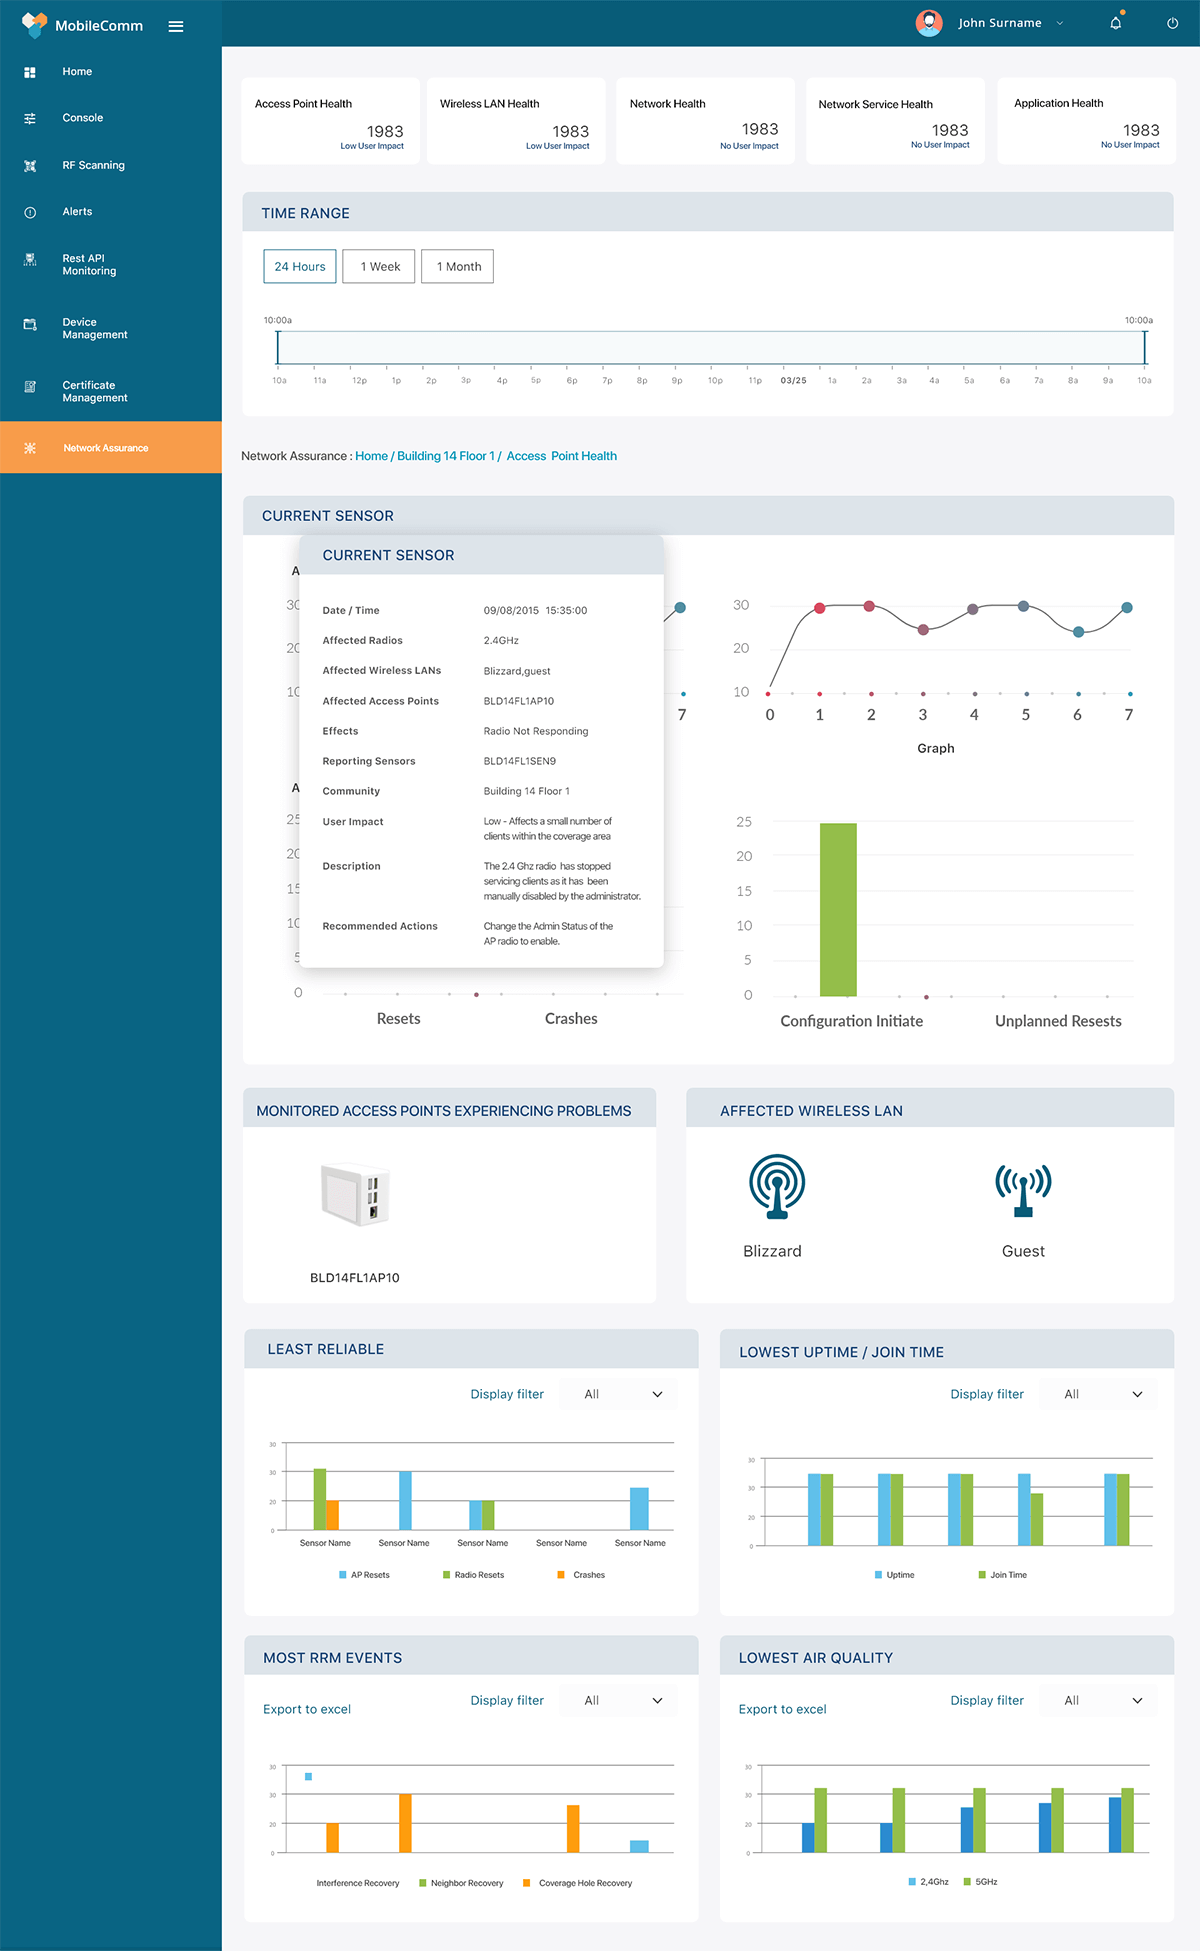 MobileComm
John Surname
Home
Console
RF Scanning
Alerts
Rest API
Monitoring
Device
Management
Certificate
Management
Network Assurance
Access Point Health
1983
Low User Impact
Wireless LAN Health
1983
Low User Impact
Network Health
1983
No User Impact
Network Service Health
1983
No User Impact
Application Health
1983
No User Impact
TIME RANGE
24 Hours
1 Week
1 Month
10:00a
10:00a
10a 11a 12p 1p 2p 3p 4p 5p 6p 7p 8p 9p 10p 11p 03/25 1a 2a 3a 4a 5a 6a 7a 8a 9a 10a
Network Assurance : Home / Building 14 Floor 1 / Access Point Health
CURRENT SENSOR
A
30
20
10
7
A
25
20
15
10
5
0
Resets Crashes
CURRENT SENSOR
Date / Time 09/08/2015 15:35:00
Affected Radios 2.4GHz
Affected Wireless LANs Blizzard,guest
Affected Access Points BLD14FL1AP10
Effects Radio Not Responding
Reporting Sensors BLD14FL1SEN9
Community Building 14 Floor 1
User Impact Low - Affects a small number of
clients within the coverage area
Description The 2.4 Ghz radio has stopped
servicing clients as it has been
manually disabled by the administrator.
Recommended Actions Change the Admin Status of the
AP radio to enable.
30
20
10
0 1 2 3 4 5 6 7
Graph
25
20
15
10
5
0
Configuration Initiate Unplanned Resests
MONITORED ACCESS POINTS EXPERIENCING PROBLEMS
BLD14FL1AP10
AFFECTED WIRELESS LAN
Blizzard
Guest
LEAST RELIABLE
Display filter All
30
30
20
0
Sensor Name Sensor Name Sensor Name Sensor Name Sensor Name
AP Resets Radio Resets Crashes
LOWEST UPTIME / JOIN TIME
Display filter All
30
30
20
0
Uptime Join Time
MOST RRM EVENTS
Export to excel
Display filter All
30
30
20
0
Interference Recovery Neighbor Recovery Coverage Hole Recovery
LOWEST AIR QUALITY
Export to excel
Display filter All
30
30
20
0
2,4Ghz 5GHz